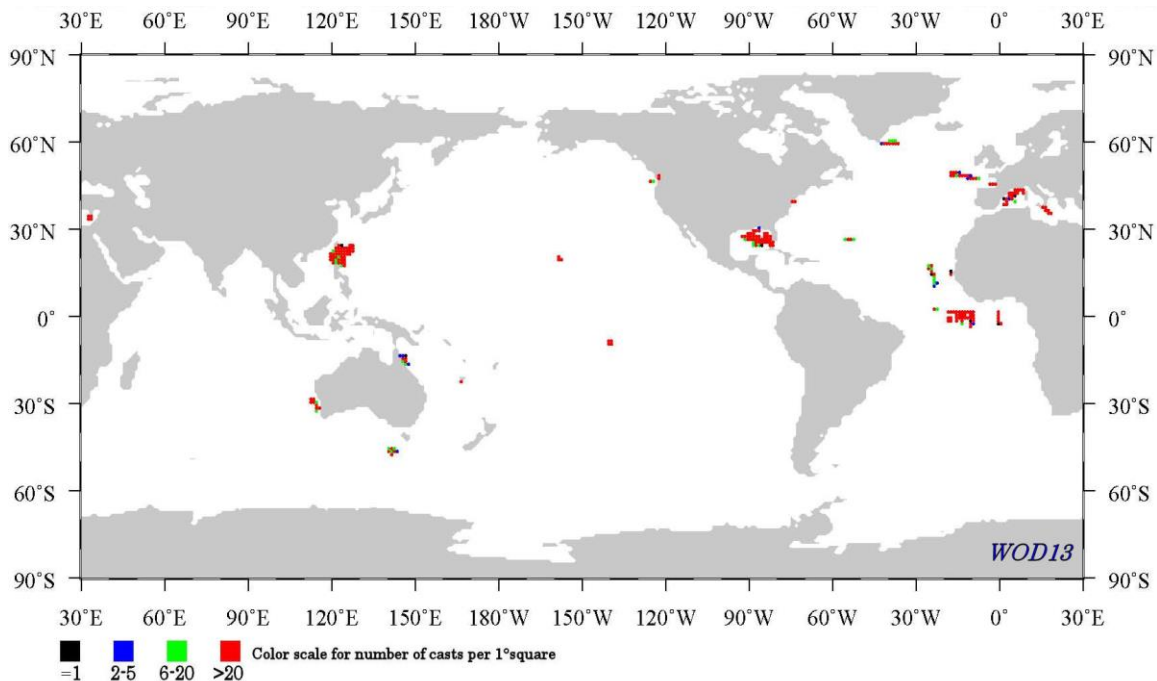 30˚E 60˚E 90˚E 120˚E 150˚E 180˚W 150˚W 120˚W 90˚W 60˚W 30˚W 0˚ 30˚E
90˚N 90˚N
60˚N 60˚N
30˚N 30˚N
0˚ 0˚
30˚S 30˚S
60˚S 60˚S
WOD13
90˚S 90˚S
30˚E 60˚E 90˚E 120˚E 150˚E 180˚W 150˚W 120˚W 90˚W 60˚W 30˚W 0˚ 30˚E
Color scale for number of casts per 1°square
=1 2-5 6-20 >20